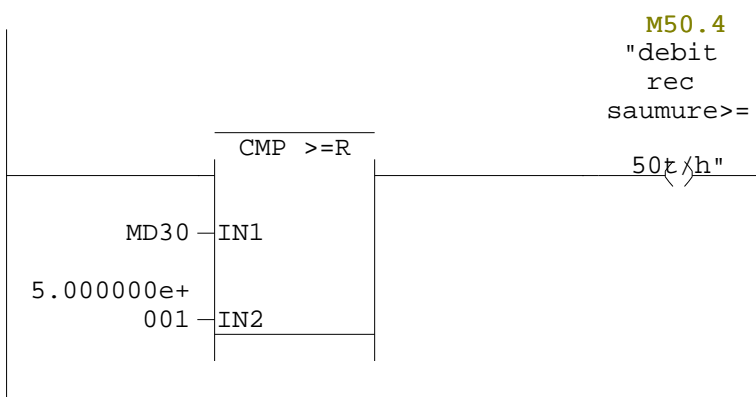 M50.4
"debit
rec
saumure>=
50t/h"
CMP >=R
MD30
IN1
5.000000e+
001
IN2